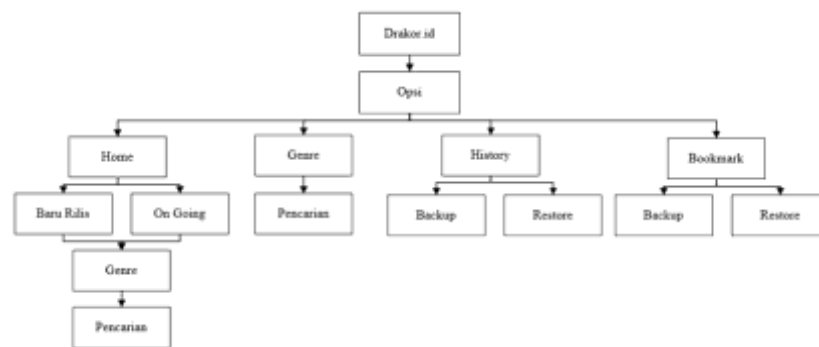 Drakor.id
Opsi
Home
Genre
History
Bookmark
Baru Rilis
On Going
Pencarian
Backup
Restore
Backup
Restore
Genre
Pencarian